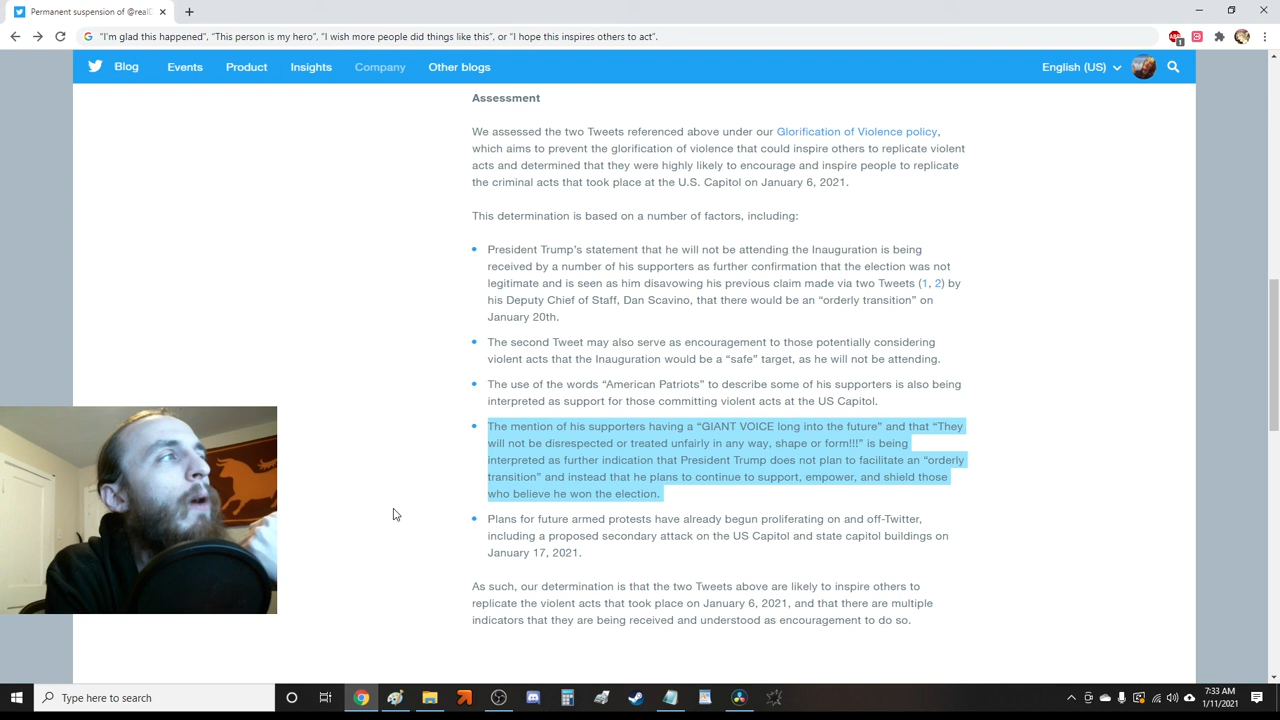 Permanent suspension of @realD
"I'm glad this happened", "This person is my hero", "I wish more people did things like this", or "I hope this inspires others to act".
Blog Events Product Insights Company Other blogs English (US)
Assessment
We assessed the two Tweets referenced above under our Glorification of Violence policy,
which aims to prevent the glorification of violence that could inspire others to replicate violent
acts and determined that they were highly likely to encourage and inspire people to replicate
the criminal acts that took place at the U.S. Capitol on January 6, 2021.
This determination is based on a number of factors, including:
President Trump’s statement that he will not be attending the Inauguration is being
received by a number of his supporters as further confirmation that the election was not
legitimate and is seen as him disavowing his previous claim made via two Tweets (1, 2) by
his Deputy Chief of Staff, Dan Scavino, that there would be an “orderly transition” on
January 20th.
The second Tweet may also serve as encouragement to those potentially considering
violent acts that the Inauguration would be a “safe” target, as he will not be attending.
The use of the words “American Patriots” to describe some of his supporters is also being
interpreted as support for those committing violent acts at the US Capitol.
The mention of his supporters having a “GIANT VOICE long into the future” and that “They
will not be disrespected or treated unfairly in any way, shape or form!!!” is being
interpreted as further indication that President Trump does not plan to facilitate an “orderly
transition” and instead that he plans to continue to support, empower, and shield those
who believe he won the election.
Plans for future armed protests have already begun proliferating on and off-Twitter,
including a proposed secondary attack on the US Capitol and state capitol buildings on
January 17, 2021.
As such, our determination is that the two Tweets above are likely to inspire others to
replicate the violent acts that took place on January 6, 2021, and that there are multiple
indicators that they are being received and understood as encouragement to do so.
Type here to search
7:33 AM
1/11/2021